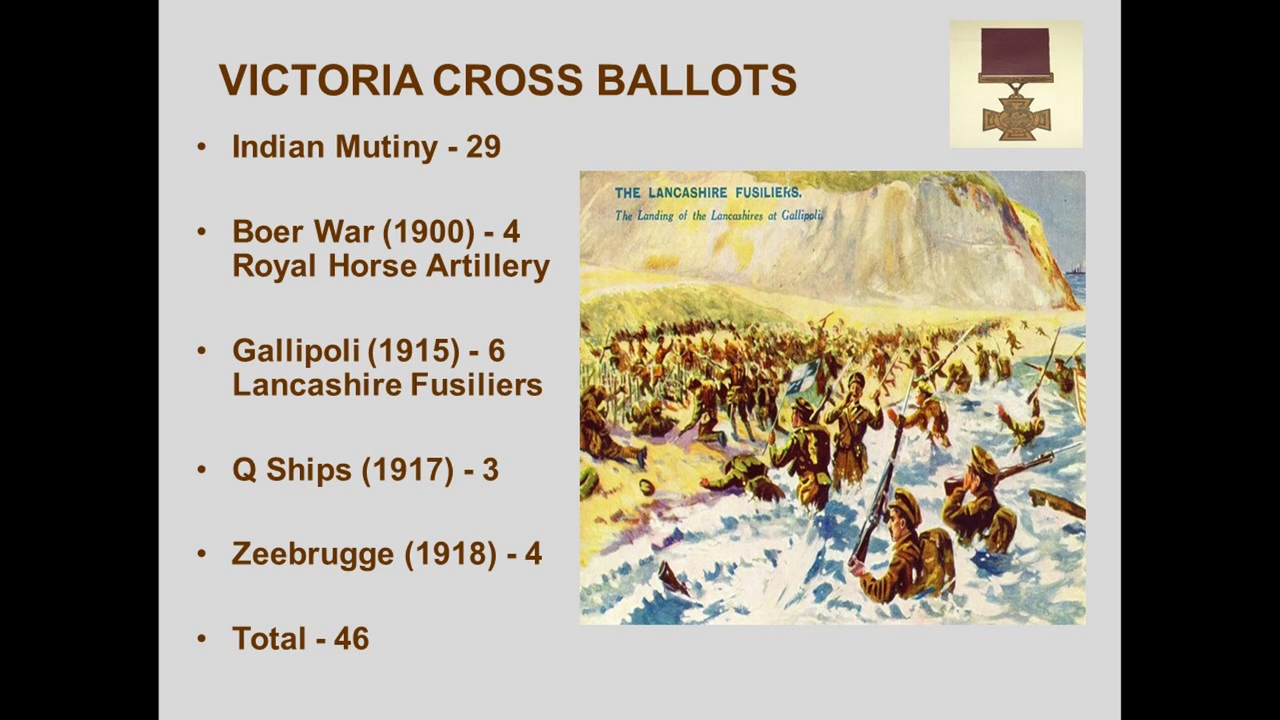 VICTORIA CROSS BALLOTS
• Indian Mutiny - 29
• Boer War (1900) - 4
Royal Horse Artillery
• Gallipoli (1915) - 6
Lancashire Fusiliers
• Q Ships (1917) - 3
• Zeebrugge (1918) - 4
• Total - 46
THE LANCASHIRE FUSILIERS.
The Landing of the Lancashires at Gallipoli.